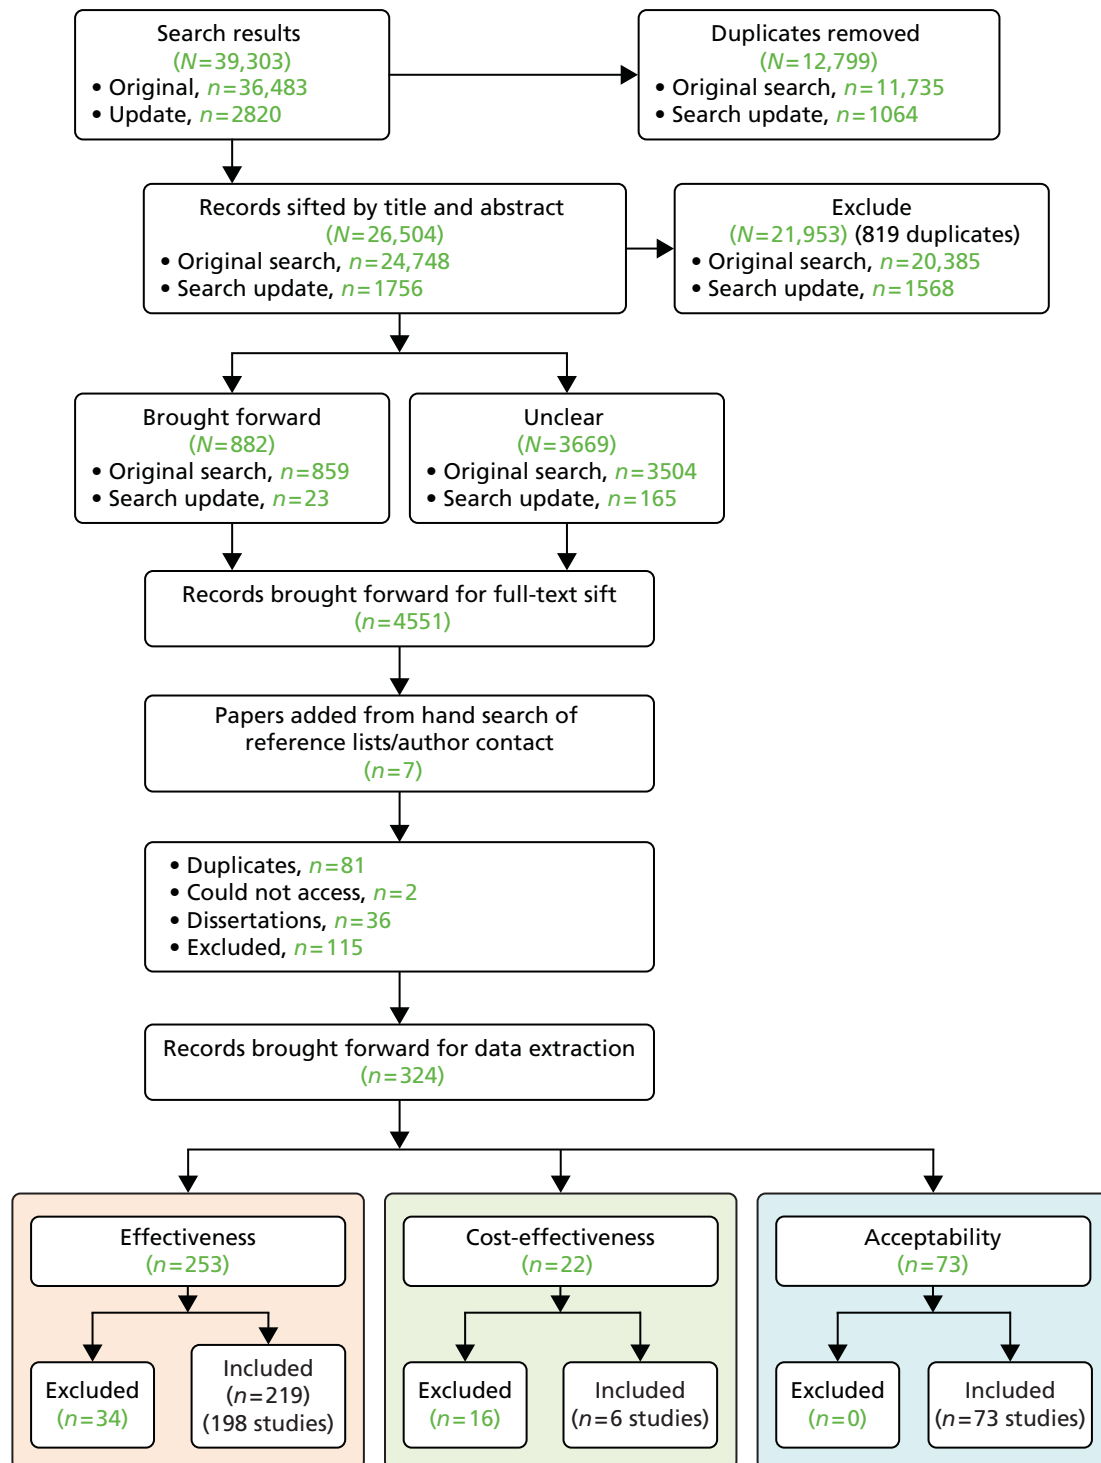 Search results
(N=39,303)
• Original, n=36,483
• Update, n=2820
Duplicates removed
(N=12,799)
• Original search, n=11,735
• Search update, n=1064
Records sifted by title and abstract
(N=26,504)
• Original search, n=24,748
• Search update, n=1756
Exclude
(N=21,953) (819 duplicates)
• Original search, n=20,385
• Search update, n=1568
Brought forward
(N=882)
• Original search, n=859
• Search update, n=23
Unclear
(N=3669)
• Original search, n=3504
• Search update, n=165
Records brought forward for full-text sift
(n=4551)
Papers added from hand search of
reference lists/author contact
(n=7)
• Duplicates, n=81
• Could not access, n=2
• Dissertations, n=36
• Excluded, n=115
Records brought forward for data extraction
(n=324)
Effectiveness
(n=253)
Excluded
(n=34)
Included
(n=219)
(198 studies)
Cost-effectiveness
(n=22)
Excluded
(n=16)
Included
(n=6 studies)
Acceptability
(n=73)
Excluded
(n=0)
Included
(n=73 studies)